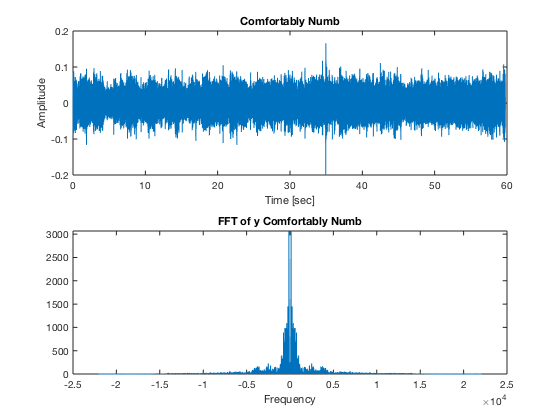 Comfortably Numb
0.2
0.1
0
-0.1
-0.2
Amplitude
0 10 20 30 40 50 60
Time [sec]
FFT of y Comfortably Numb
3000
2500
2000
1500
1000
500
0
-2.5 -2 -1.5 -1 -0.5 0 0.5 1 1.5 2 2.5
Frequency
×10^4